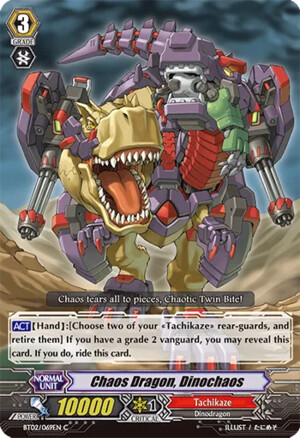 3
GRADE
Chaos tears all to pieces, Chaotic Twin Bite!
ACT [Hand]:[Choose two of your «Tachikaze» rear-guards, and
retire them] If you have a grade 2 vanguard, you may reveal this
card. If you do, ride this card.
NORMAL
UNIT
Chaos Dragon, Dinochaos
POWER
10000
1
CRITICAL
Tachikaze
Dinodragon
BT02/069EN C
ILLUST / たにめそ